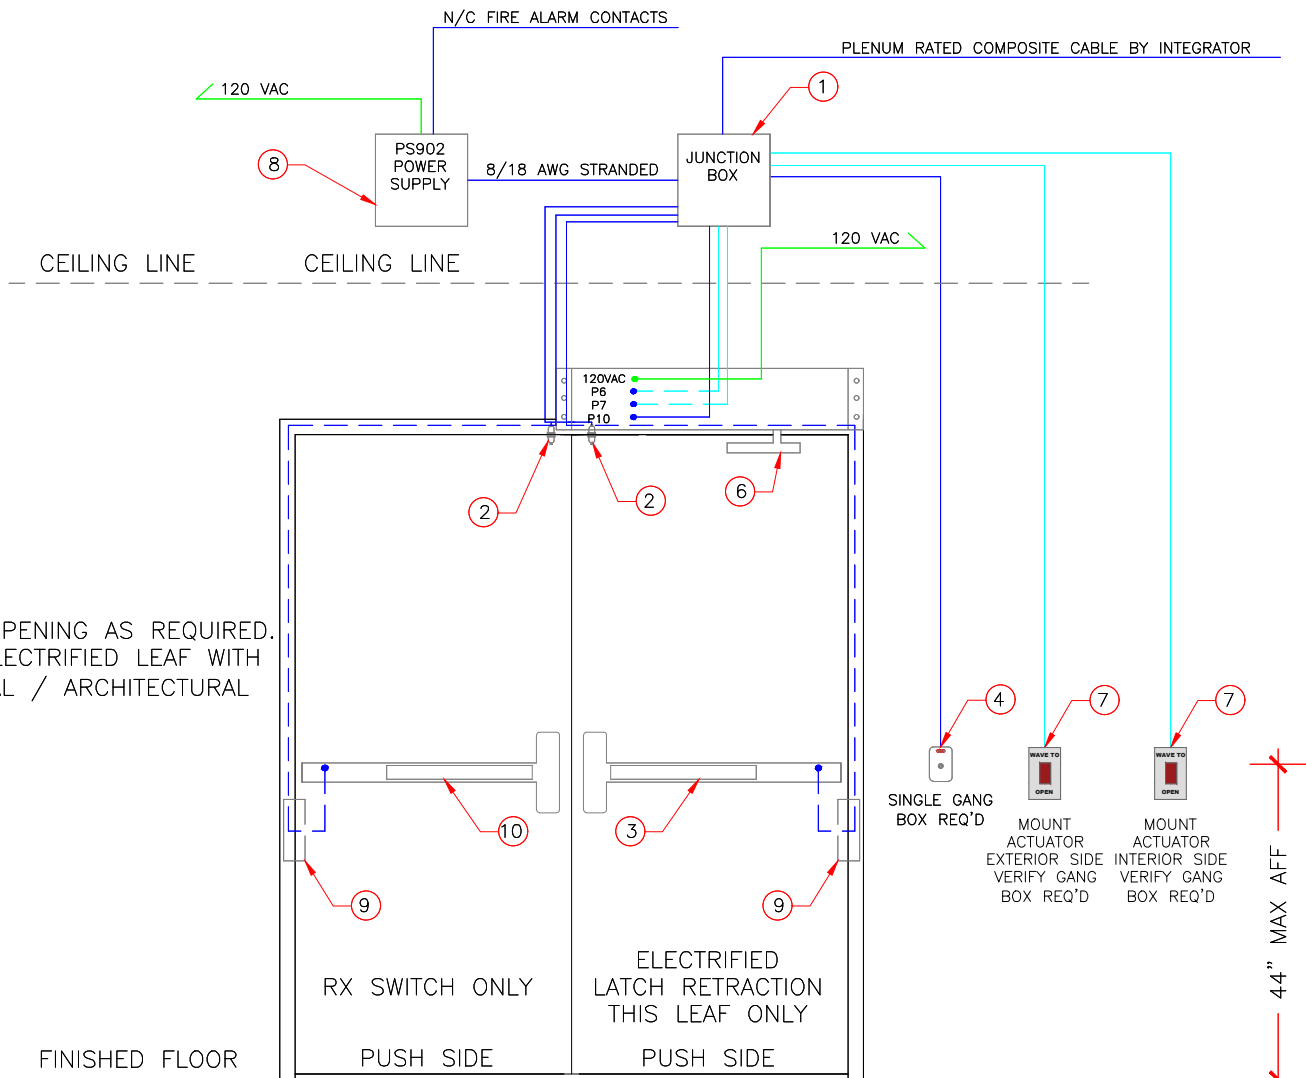 N/C FIRE ALARM CONTACTS
PLENUM RATED COMPOSITE CABLE BY INTEGRATOR
120 VAC
1
PS902
POWER
SUPPLY
8
8/18 AWG STRANDED
JUNCTION
BOX
120 VAC
CEILING LINE
CEILING LINE
120VAC
P6
P7
P10
2
2
6
PENING AS REQUIRED.
LECTRIFIED LEAF WITH
AL / ARCHITECTURAL
4
7
7
WAVE TO
OPEN
WAVE TO
OPEN
SINGLE GANG
BOX REQ'D
10
3
MOUNT
ACTUATOR
EXTERIOR SIDE
VERIFY GANG
BOX REQ'D
MOUNT
ACTUATOR
INTERIOR SIDE
VERIFY GANG
BOX REQ'D
9
9
44" MAX AFF
RX SWITCH ONLY
ELECTRIFIED
LATCH RETRACTION
THIS LEAF ONLY
FINISHED FLOOR
PUSH SIDE
PUSH SIDE